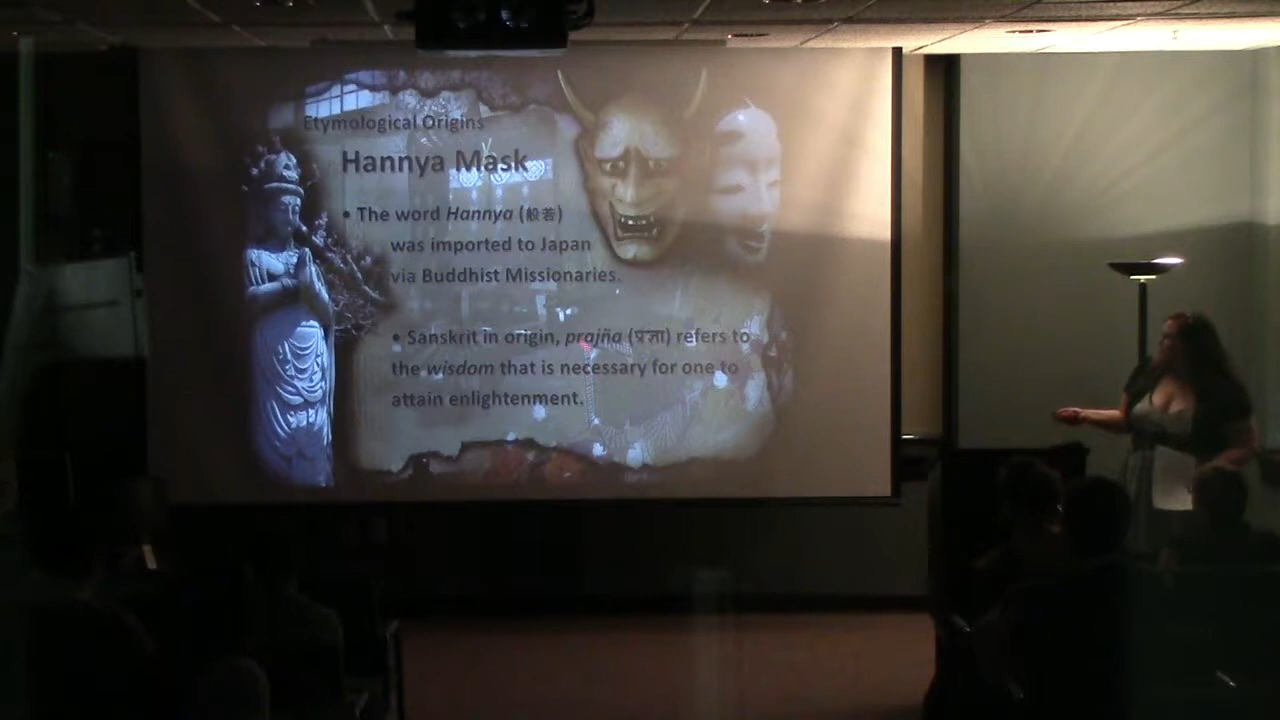 Etymological Origins
Hannya Mask
• The word Hannya (般若)
was imported to Japan
via Buddhist Missionaries.
• Sanskrit in origin, prajña (प्रज्ञा) refers to
the wisdom that is necessary for one to
attain enlightenment.